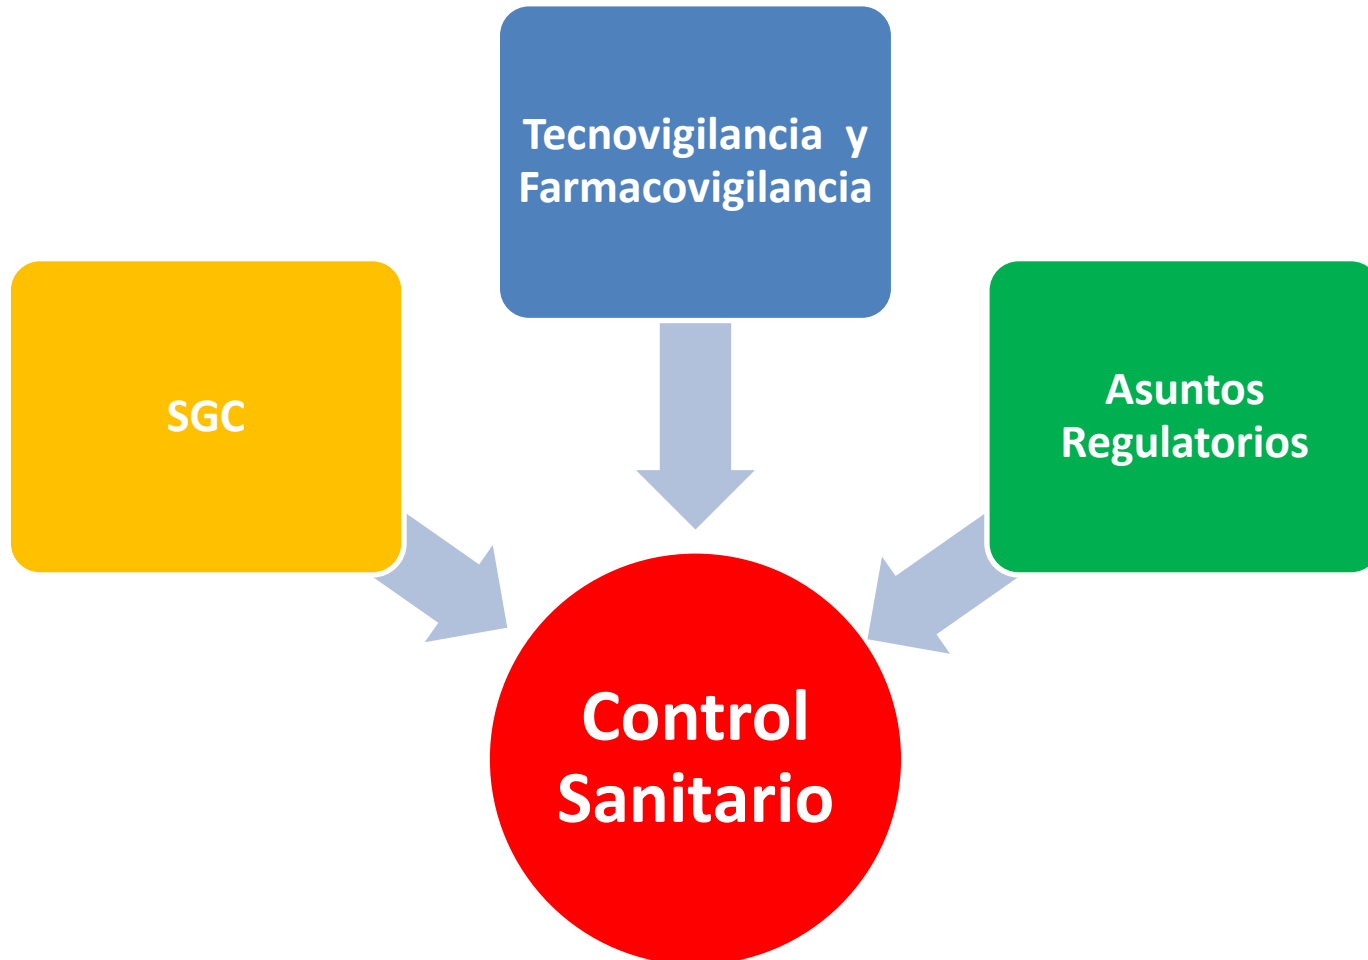 Tecnovigilancia y
Farmacovigilancia
SGC
Asuntos
Regulatorios
Control
Sanitario